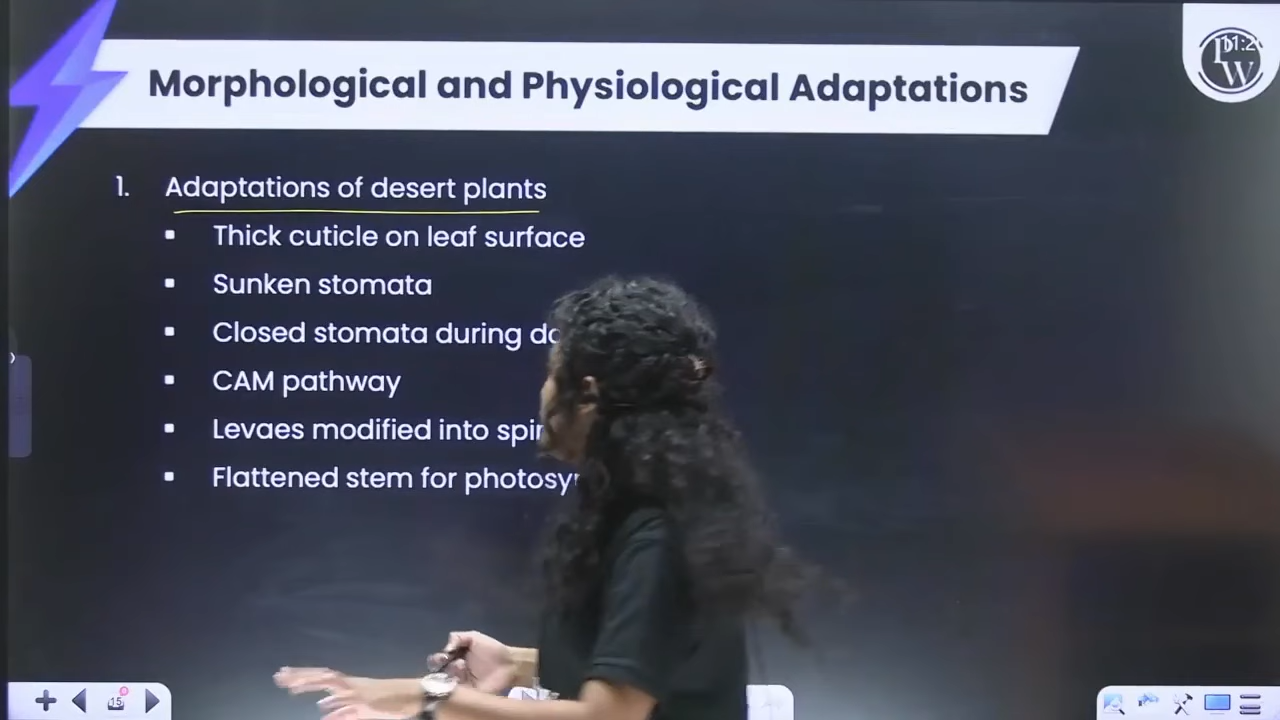 Morphological and Physiological Adaptations
1. Adaptations of desert plants
▪ Thick cuticle on leaf surface
▪ Sunken stomata
▪ Closed stomata during
▪ CAM pathway
▪ Levaes modified into
▪ Flattened stem for
15